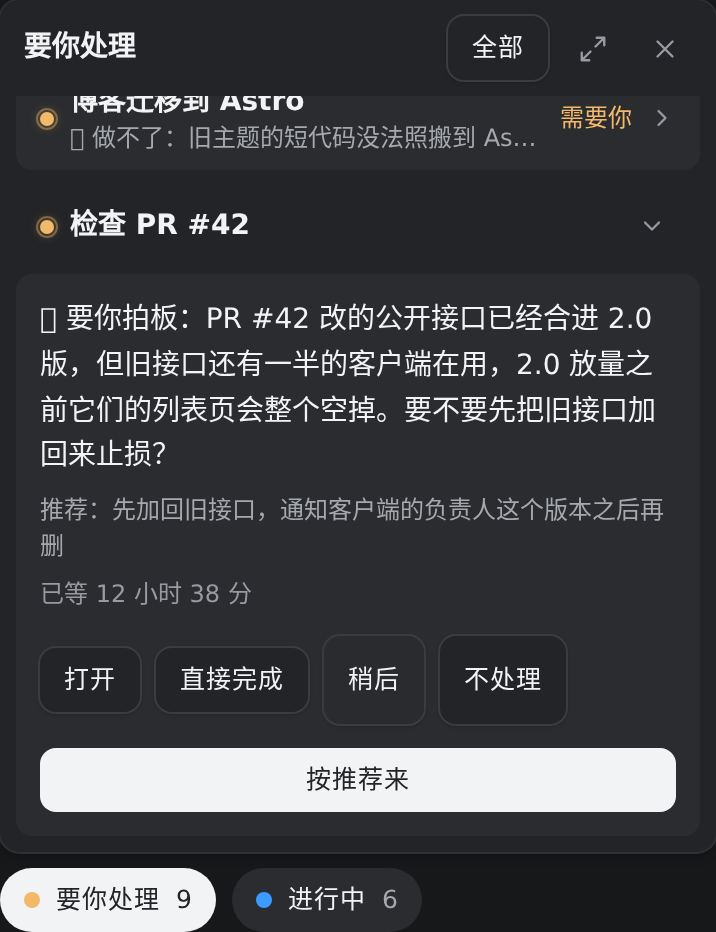 要你处理
全部
博客迁移到 Astro
做不了：旧主题的短代码没法照搬到 As…
需要你
检查 PR #42
要你拍板：PR #42 改的公开接口已经合进 2.0
版，但旧接口还有一半的客户端在用，2.0 放量之
前它们的列表页会整个空掉。要不要先把旧接口加
回来止损？
推荐：先加回旧接口，通知客户端的负责人这个版本之后再
删
已等 12 小时 38 分
打开
直接完成
稍后
不处理
按推荐来
要你处理 9
进行中 6